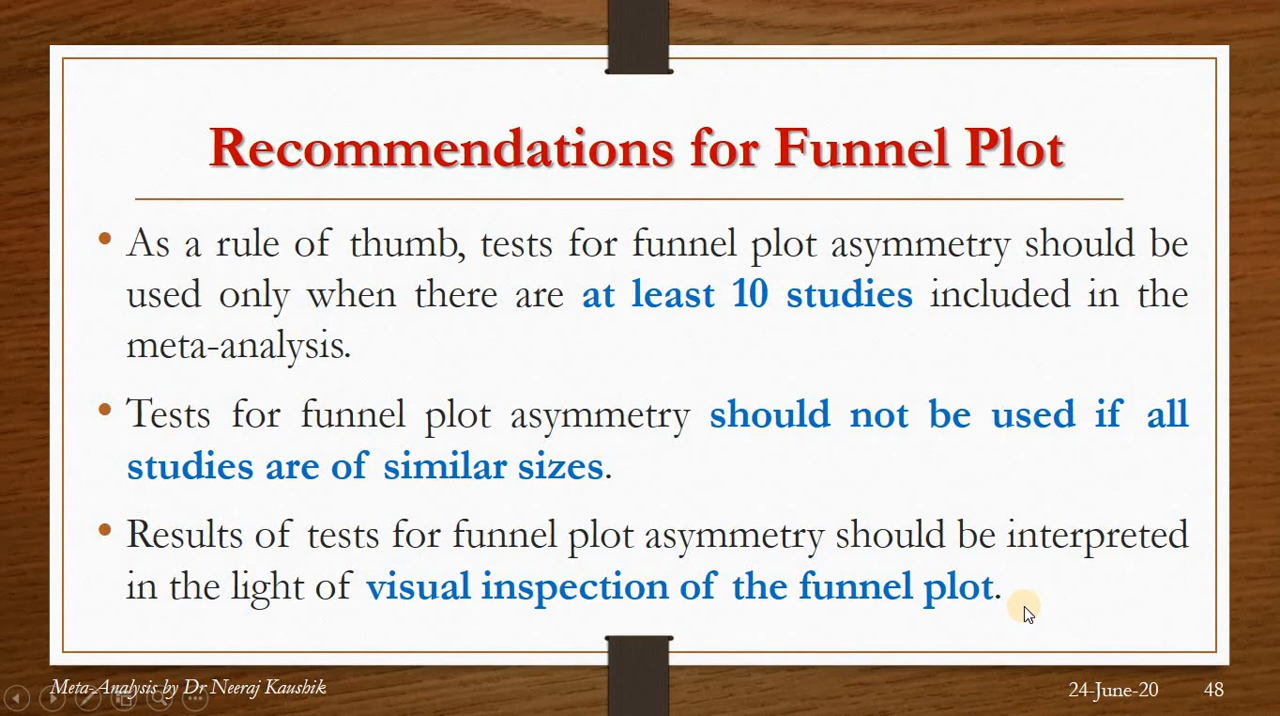 Recommendations for Funnel Plot
• As a rule of thumb, tests for funnel plot asymmetry should be
used only when there are at least 10 studies included in the
meta-analysis.
• Tests for funnel plot asymmetry should not be used if all
studies are of similar sizes.
• Results of tests for funnel plot asymmetry should be interpreted
in the light of visual inspection of the funnel plot.
Meta-Analysis by Dr Neeraj Kaushik
24-June-20
48